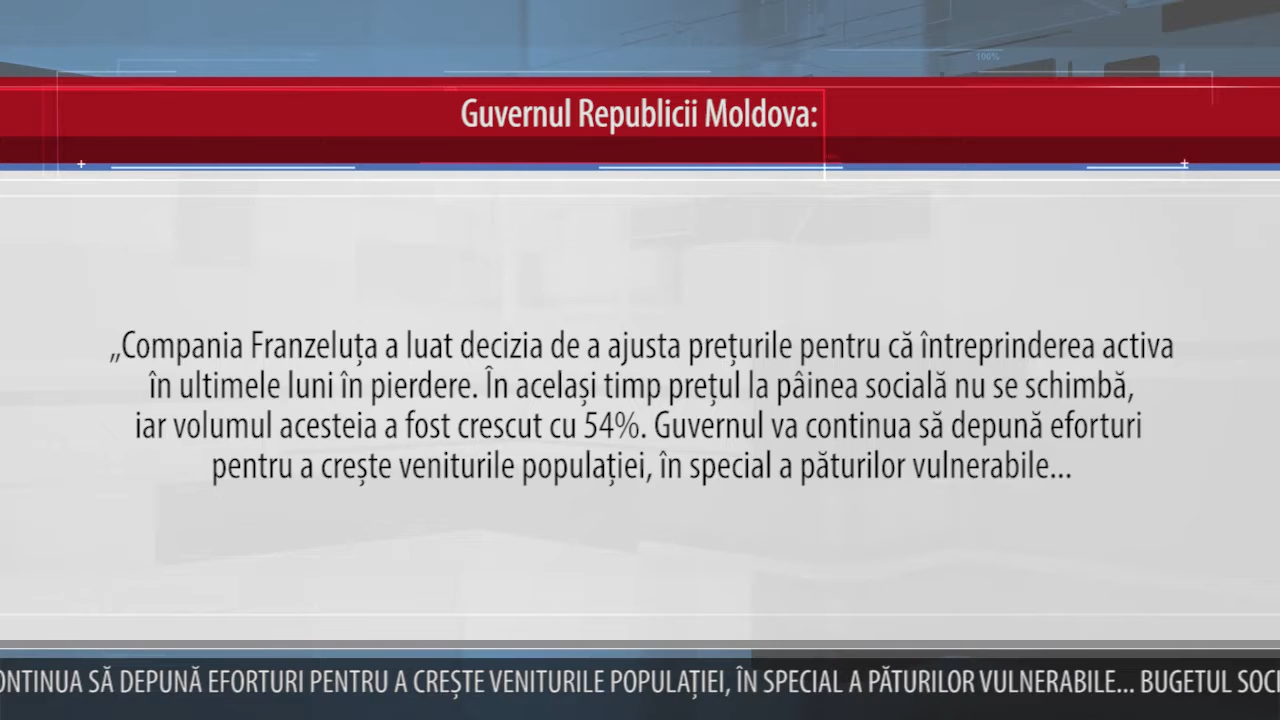 100%
Guvernul Republicii Moldova:
„Compania Franzeluța a luat decizia de a ajusta prețurile pentru că întreprinderea activa
în ultimele luni în pierdere. În același timp prețul la pâinea socială nu se schimbă,
iar volumul acesteia a fost crescut cu 54%. Guvernul va continua să depună eforturi
pentru a crește veniturile populației, în special a păturilor vulnerabile...
ONTINUA SĂ DEPUNĂ EFORTURI PENTRU A CREȘTE VENITURILE POPULAȚIEI, ÎN SPECIAL A PĂTURILOR VULNERABILE... BUGETUL SOCI